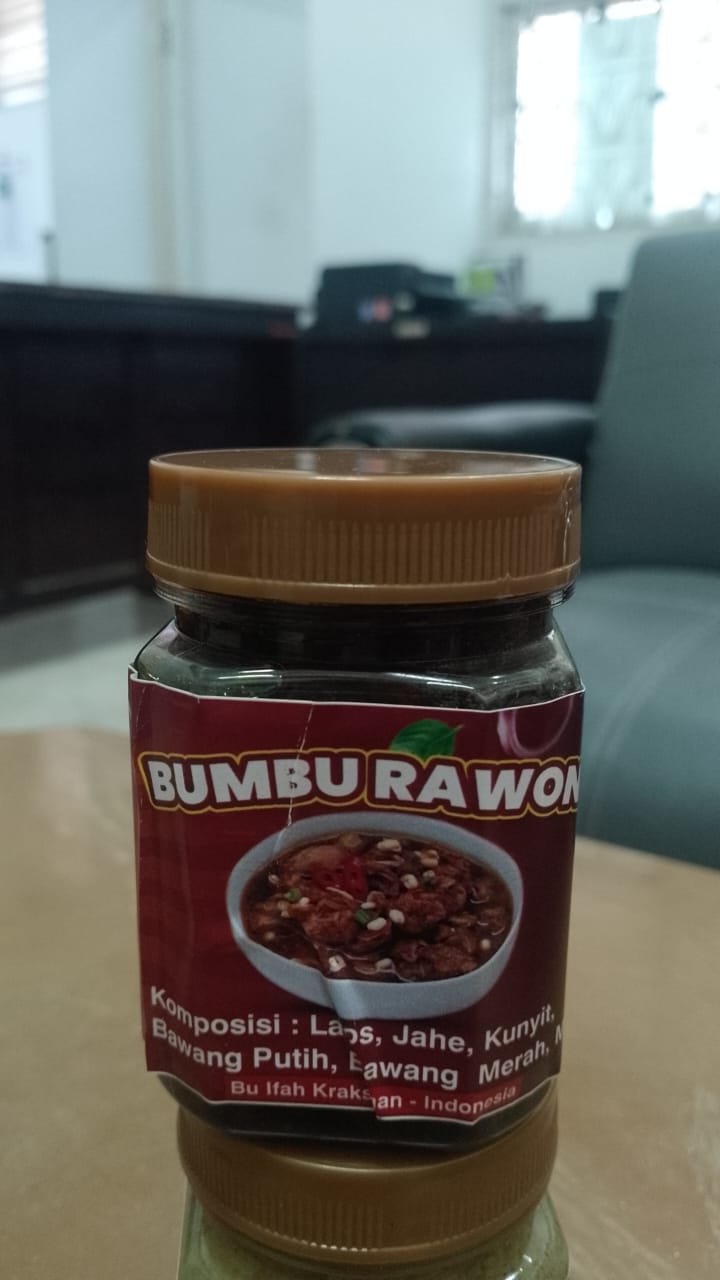 BUMBU RAWON
Komposisi : Laos, Jahe, Kunyit,
Bawang Putih, Bawang Merah, M
Bu Ifah Kraksaan - Indonesia